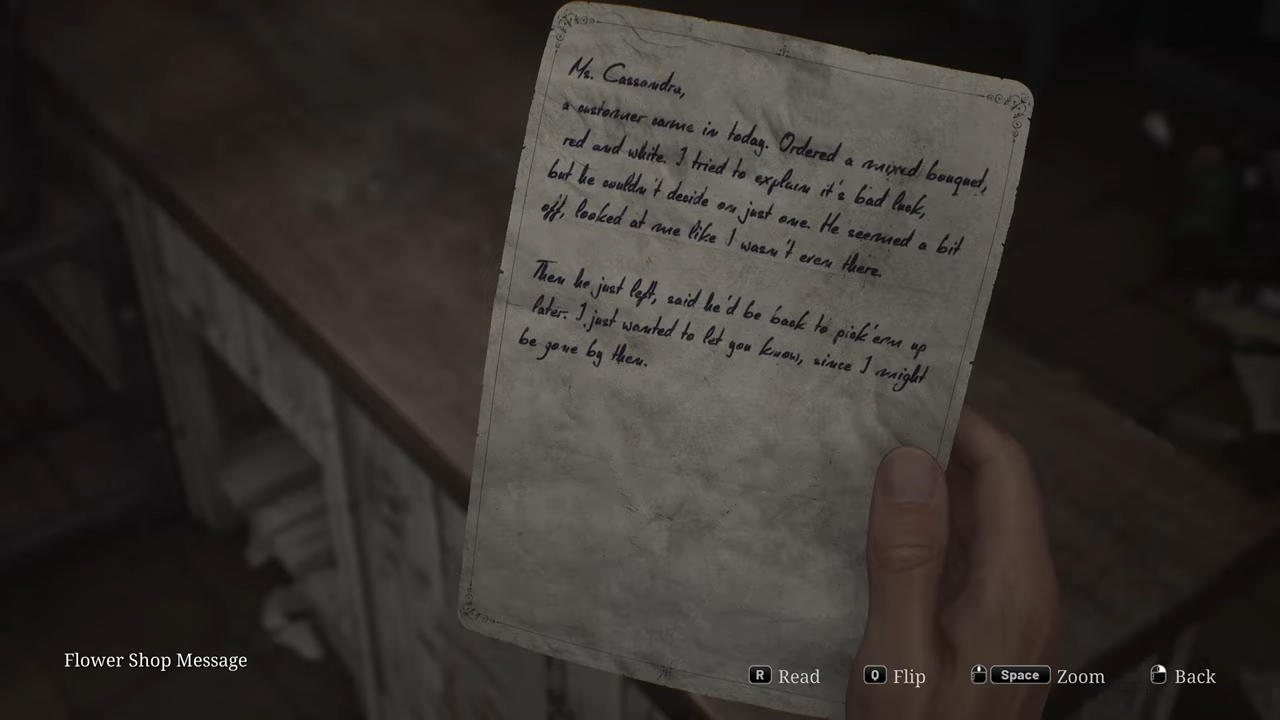 Ms. Cassandra,
a customer came in today. Ordered a mixed bouquet,
red and white. I tried to explain it's bad luck,
but he couldn't decide on just one. He seemed a bit
off, looked at me like I wasn't even there.
Then he just left, said he'd be back to pick'em up
later. I just wanted to let you know, since I might
be gone by then.
Flower Shop Message
R Read Q Flip Space Zoom Back